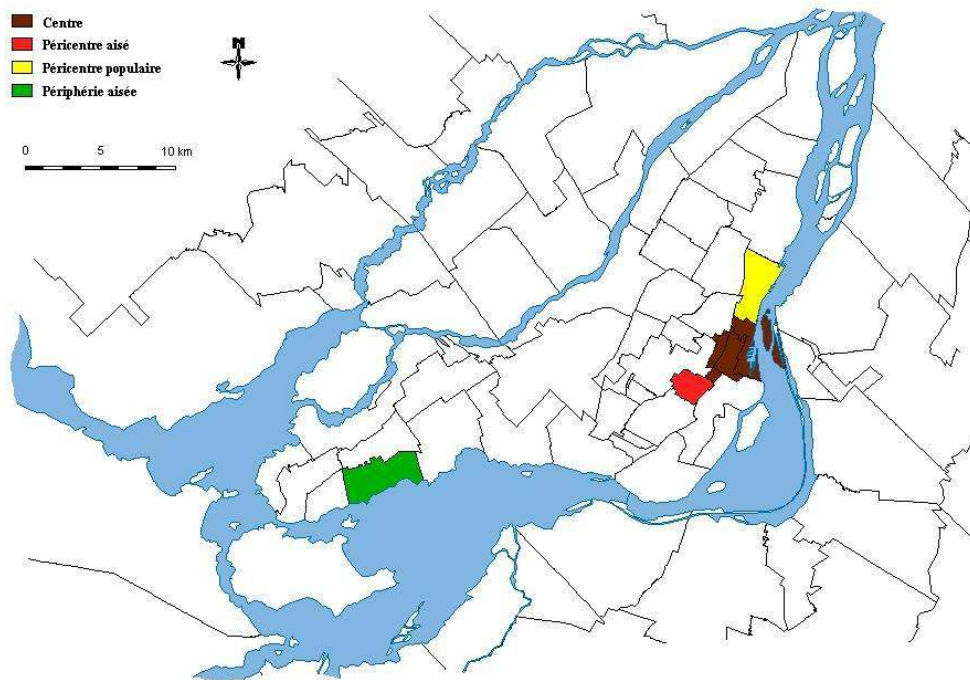 Centre
Péricentre aisé
Péricentre populaire
Périphérie aisée
N
0 5 10 km